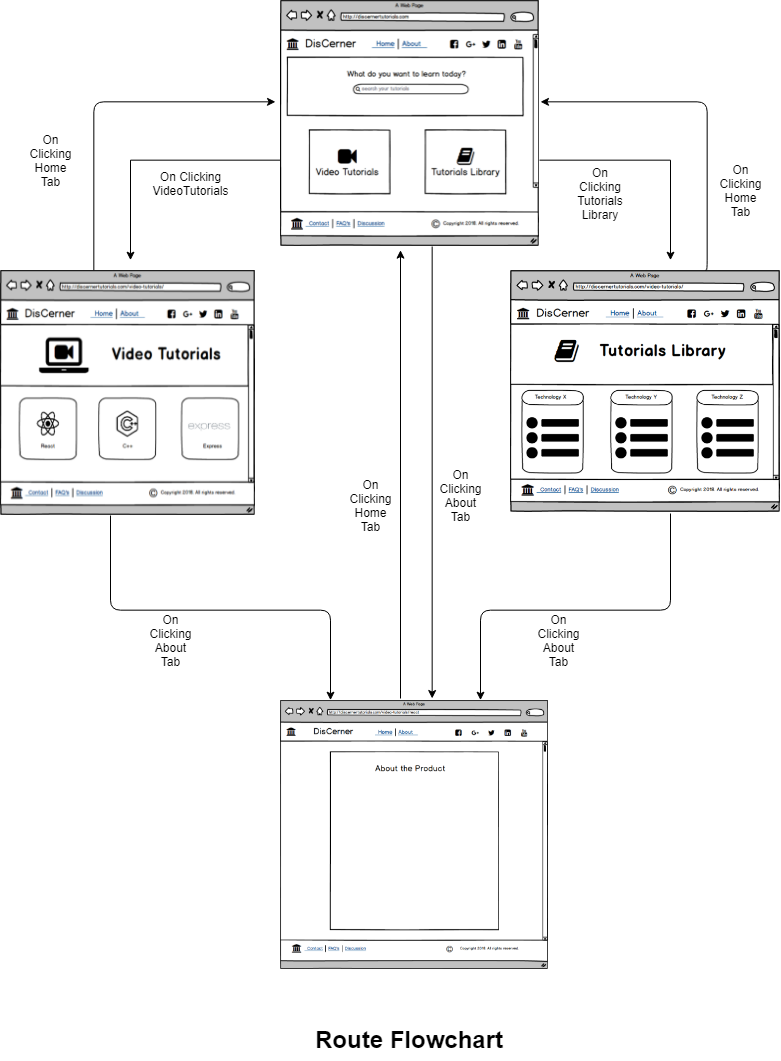 A Web Page
http://discernertutorials.com
DisCerner
Home
About
What do you want to learn today?
search your tutorials
Video Tutorials
Tutorials Library
Contact
FAQ's
Discussion
© Copyright 2018. All rights reserved.
On
Clicking
Home
Tab
On Clicking
VideoTutorials
On
Clicking
Tutorials
Library
On
Clicking
Home
Tab
A Web Page
http://discernertutorials.com/video-tutorials/
DisCerner
Home
About
Video Tutorials
React
C++
express
Express
Contact
FAQ's
Discussion
© Copyright 2018. All rights reserved.
A Web Page
http://discernertutorials.com/video-tutorials/
DisCerner
Home
About
Tutorials Library
Technology X
Technology Y
Technology Z
Contact
FAQ's
Discussion
© Copyright 2018. All rights reserved.
On
Clicking
Home
Tab
On
Clicking
About
Tab
On
Clicking
About
Tab
On
Clicking
About
Tab
A Web Page
http://discernertutorials.com/video-tutorials/react
DisCerner
Home
About
About the Product
Contact
FAQ's
Discussion
© Copyright 2018. All rights reserved.
Route Flowchart